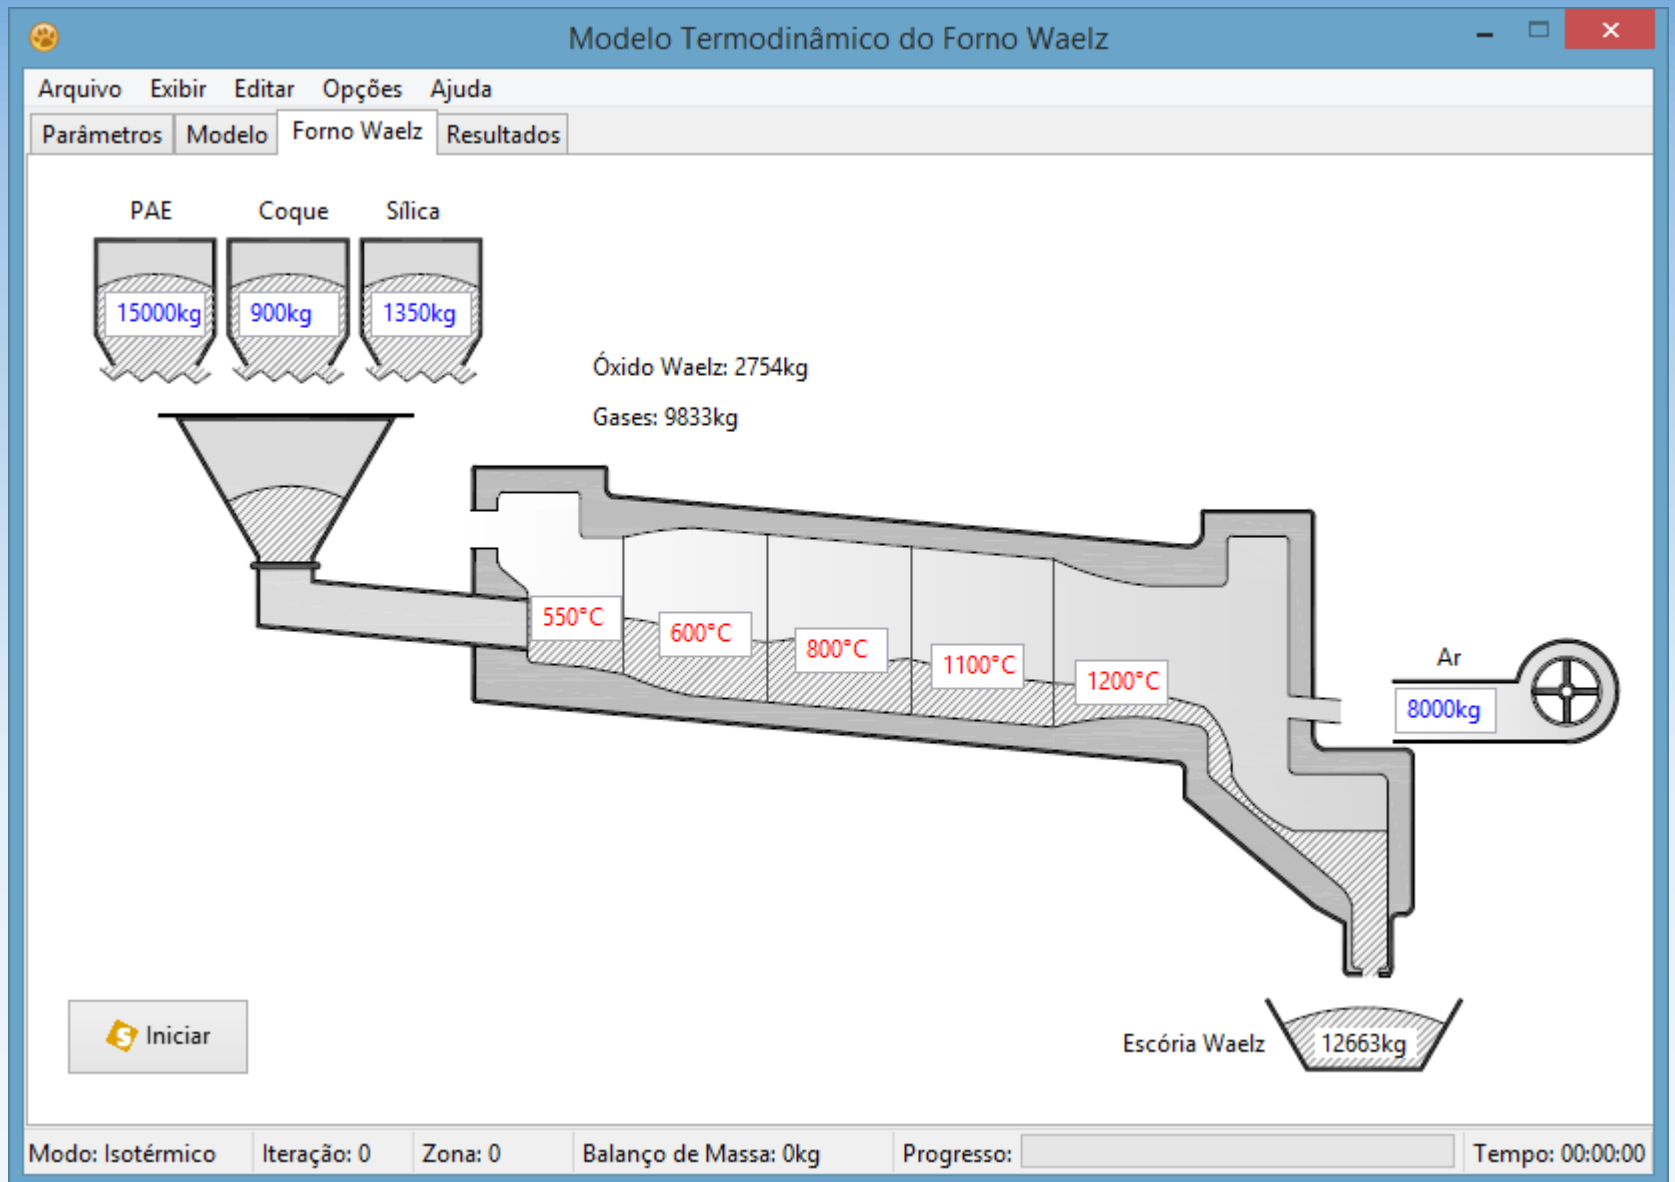 Modelo Termodinâmico do Forno Waelz
Arquivo Exibir Editar Opções Ajuda
Parâmetros Modelo Forno Waelz Resultados
PAE Coque Sílica
15000kg 900kg 1350kg
Óxido Waelz: 2754kg
Gases: 9833kg
550°C
600°C
800°C
1100°C
1200°C
Ar
8000kg
Iniciar
Escória Waelz 12663kg
Modo: Isotérmico Iteração: 0 Zona: 0 Balanço de Massa: 0kg Progresso: Tempo: 00:00:00